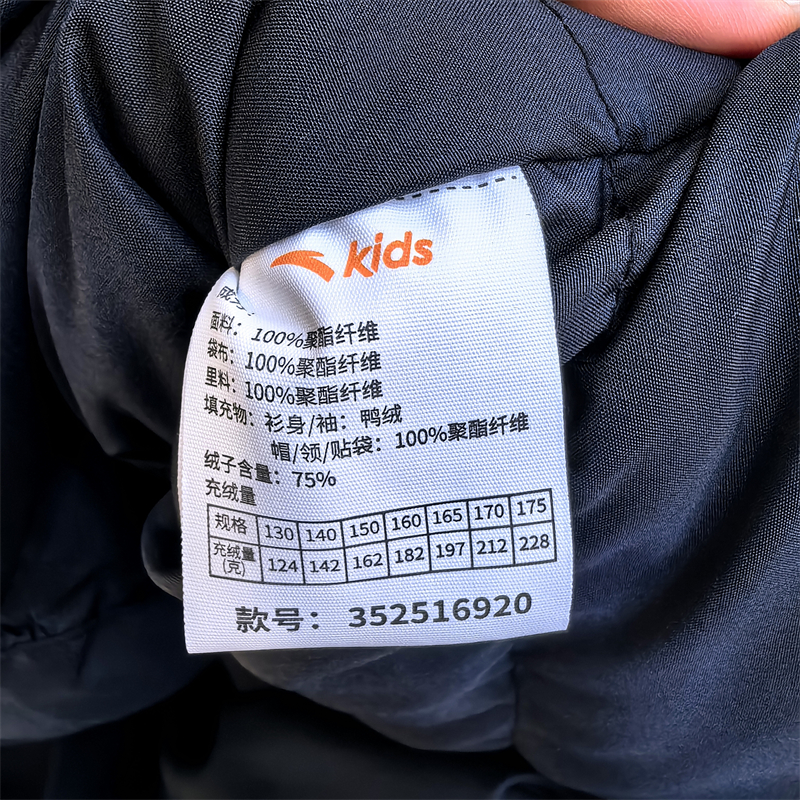 kids
面料：100%聚酯纤维
袋布：100%聚酯纤维
里料：100%聚酯纤维
填充物：衫身/袖：鸭绒
帽/领/贴袋：100%聚酯纤维
绒子含量：75%
充绒量
规格 130 140 150 160 165 170 175
充绒量(克) 124 142 162 182 197 212 228
款号：352516920